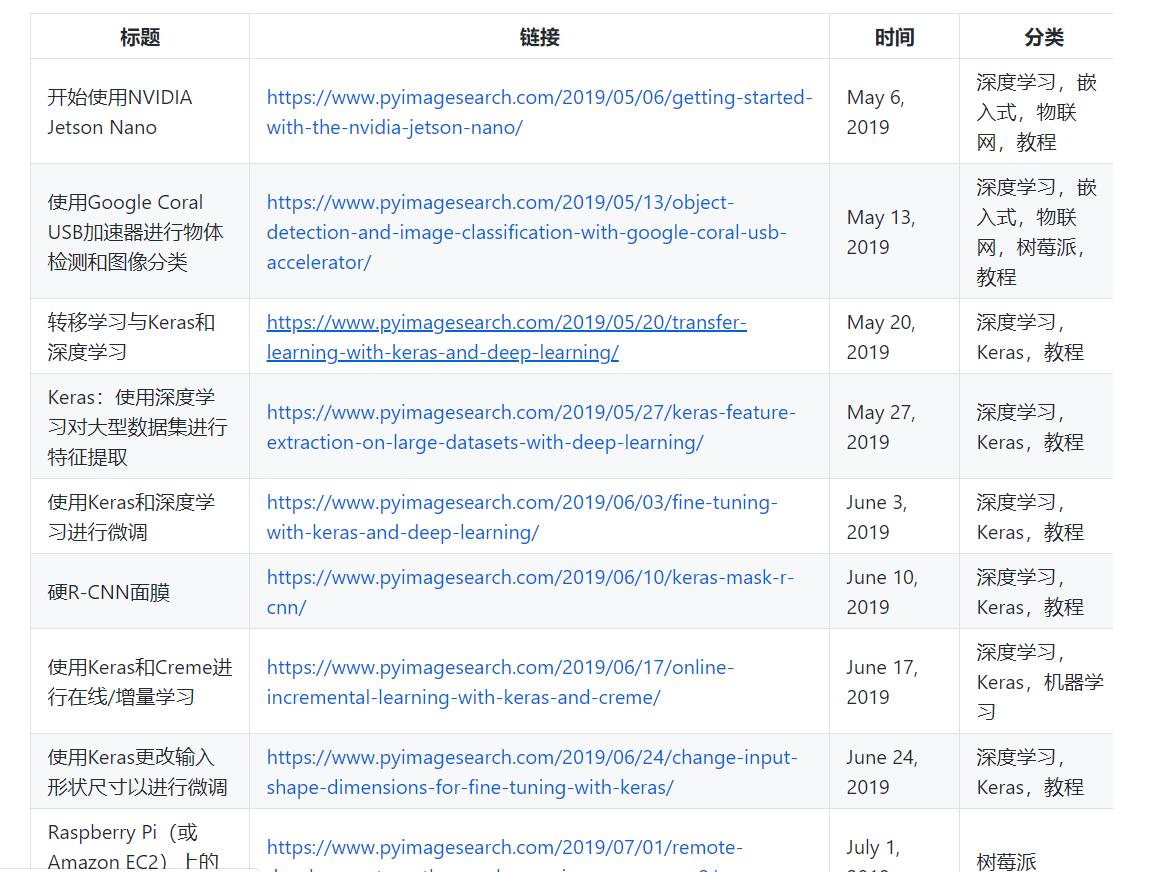 标题 链接 时间 分类
开始使用NVIDIA
Jetson Nano
https://www.pyimagesearch.com/2019/05/06/getting-started-
with-the-nvidia-jetson-nano/
May 6,
2019
深度学习，嵌
入式，物联
网，教程
使用Google Coral
USB加速器进行物体
检测和图像分类
https://www.pyimagesearch.com/2019/05/13/object-
detection-and-image-classification-with-google-coral-usb-
accelerator/
May 13,
2019
深度学习，嵌
入式，物联
网，树莓派，
教程
转移学习与Keras和
深度学习
https://www.pyimagesearch.com/2019/05/20/transfer-
learning-with-keras-and-deep-learning/
May 20,
2019
深度学习，
Keras，教程
Keras：使用深度学
习对大型数据集进行
特征提取
https://www.pyimagesearch.com/2019/05/27/keras-feature-
extraction-on-large-datasets-with-deep-learning/
May 27,
2019
深度学习，
Keras，教程
使用Keras和深度学
习进行微调
https://www.pyimagesearch.com/2019/06/03/fine-tuning-
with-keras-and-deep-learning/
June 3,
2019
深度学习，
Keras，教程
硬R-CNN面膜
https://www.pyimagesearch.com/2019/06/10/keras-mask-r-
cnn/
June 10,
2019
深度学习，
Keras，教程
使用Keras和Creme进
行在线/增量学习
https://www.pyimagesearch.com/2019/06/17/online-
incremental-learning-with-keras-and-creme/
June 17,
2019
深度学习，
Keras，机器学
习
使用Keras更改输入
形状尺寸以进行微调
https://www.pyimagesearch.com/2019/06/24/change-input-
shape-dimensions-for-fine-tuning-with-keras/
June 24,
2019
深度学习，
Keras，教程
Raspberry Pi（或
Amazon EC2）上的
https://www.pyimagesearch.com/2019/07/01/remote-
July 1,
树莓派